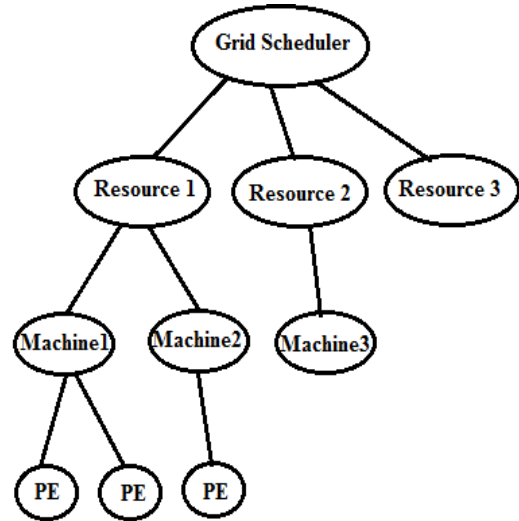 Grid Scheduler
Resource 1
Resource 2
Resource 3
Machine1
Machine2
Machine3
PE
PE
PE